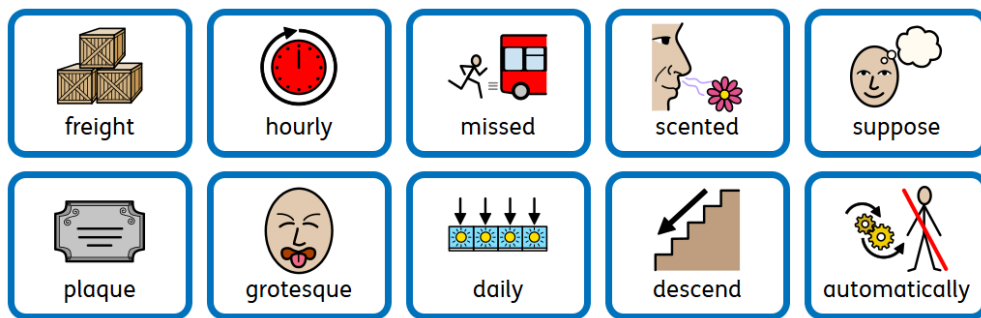 freight
hourly
missed
scented
suppose
plaque
grotesque
daily
descend
automatically